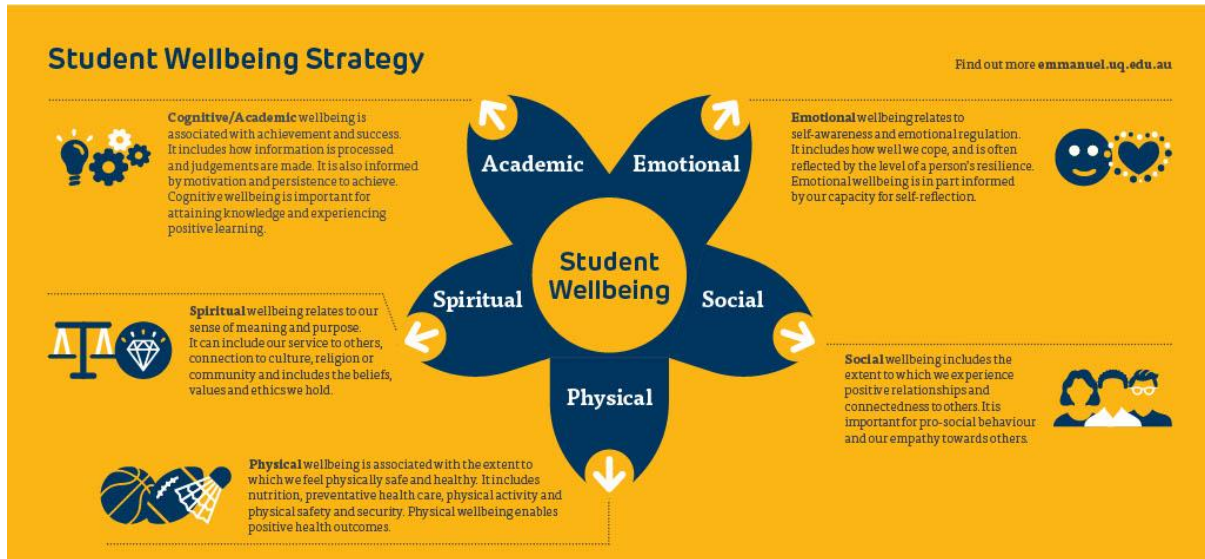 Student Wellbeing Strategy
Find out more emmanuel.uq.edu.au
Cognitive/Academic wellbeing is
associated with achievement and success.
It includes how information is processed
and judgements are made. It is also informed
by motivation and persistence to achieve.
Cognitive wellbeing is important for
attaining knowledge and experiencing
positive learning.
Academic
Emotional
Emotional wellbeing relates to
self-awareness and emotional regulation.
It includes how well we cope, and is often
reflected by the level of a person's resilience.
Emotional wellbeing is in part informed
by our capacity for self-reflection.
Student
Wellbeing
Spiritual
Social
Spiritual wellbeing relates to our
sense of meaning and purpose.
It can include our service to others,
connection to culture, religion or
community and includes the beliefs,
values and ethics we hold.
Social wellbeing includes the
extent to which we experience
positive relationships and
connectedness to others. It is
important for pro-social behaviour
and our empathy towards others.
Physical
Physical wellbeing is associated with the extent to
which we feel physically safe and healthy. It includes
nutrition, preventative health care, physical activity and
physical safety and security. Physical wellbeing enables
positive health outcomes.